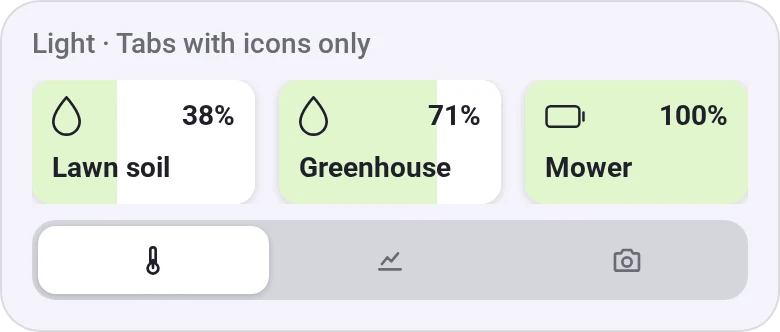 Light · Tabs with icons only
38%
Lawn soil
71%
Greenhouse
100%
Mower